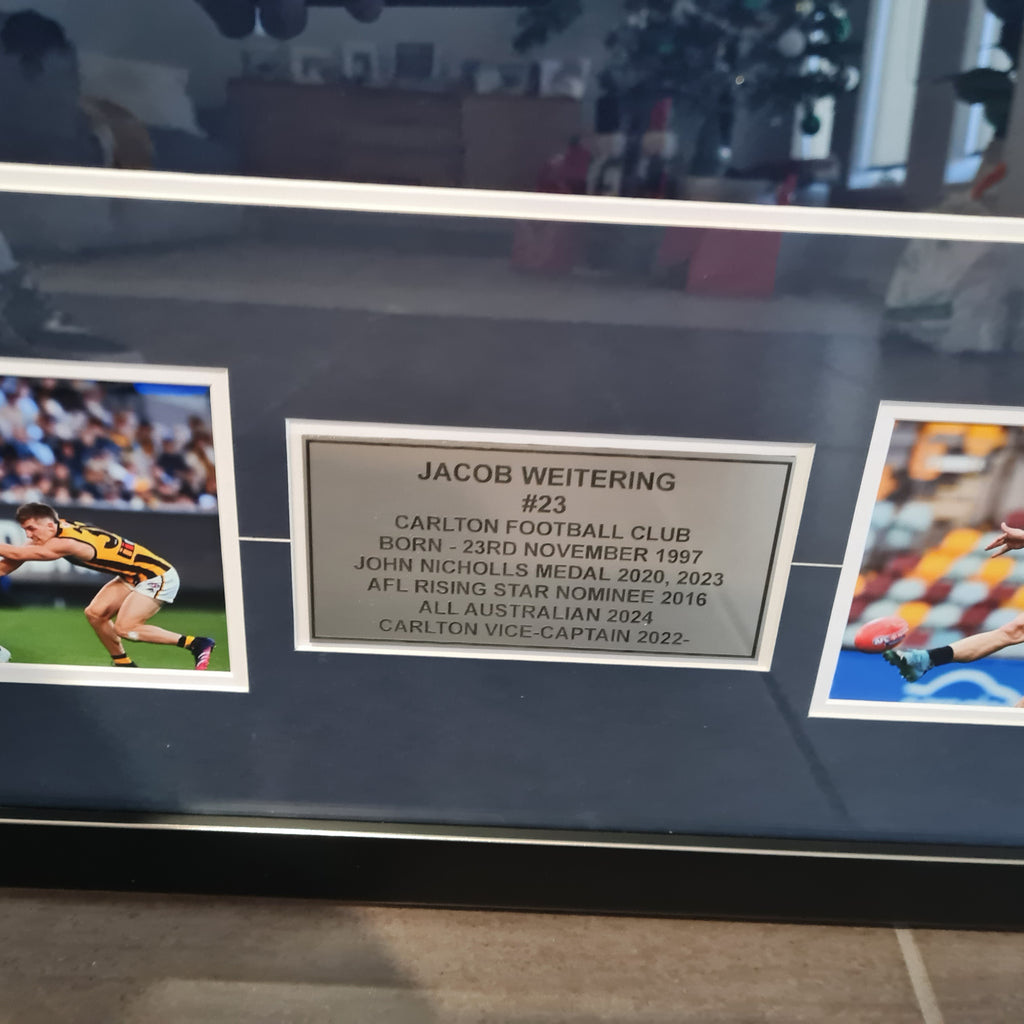 JACOB WEITERING
#23
CARLTON FOOTBALL CLUB
BORN - 23RD NOVEMBER 1997
JOHN NICHOLLS MEDAL 2020, 2023
AFL RISING STAR NOMINEE 2016
ALL AUSTRALIAN 2024
CARLTON VICE-CAPTAIN 2022-